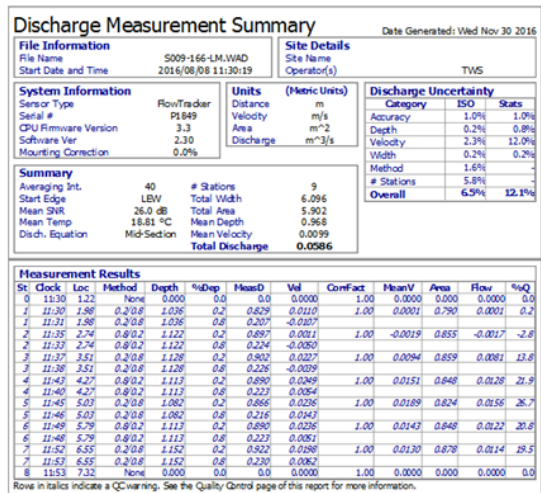 Discharge Measurement Summary Date Generated: Wed Nov 30 2016
File Information
File Name S009-166-LM.WAD
Start Date and Time 2016/08/08 11:30:19
Site Details
Site Name
Operator(s) TWS
System Information
Sensor Type FlowTracker
Serial # P1849
CPU Firmware Version 3.3
Software Ver 2.30
Mounting Correction 0.0%
Units (Metric Units)
Distance m
Velocity m/s
Area m^2
Discharge m^3/s
Discharge Uncertainty
Category ISO Stats
Accuracy 1.0% 1.0%
Depth 0.2% 0.8%
Velocity 2.3% 12.0%
Width 0.2% 0.2%
Method 1.6% -
# Stations 5.8% -
Overall 6.5% 12.1%
Summary
Averaging Int. 40 # Stations 9
Start Edge LEW Total Width 6.096
Mean SNR 26.0 dB Total Area 5.902
Mean Temp 18.81 °C Mean Depth 0.968
Disch. Equation Mid-Section Mean Velocity 0.0099
Total Discharge 0.0586
Measurement Results
St Clock Loc Method Depth %Dep MeasD Vel CorrFact MeanV Area Flow %Q
0 11:30 1.22 None 0.000 0.0 0.0 0.0000 1.00 0.0000 0.000 0.0000 0.0
1 11:30 1.98 0.2/0.8 1.036 0.2 0.829 0.0110 1.00 0.0001 0.790 0.0001 0.2
1 11:31 1.98 0.2/0.8 1.036 0.8 0.207 -0.0107
2 11:35 2.74 0.8/0.2 1.122 0.2 0.897 0.0011 1.00 -0.0019 0.855 -0.0017 -2.8
2 11:33 2.74 0.8/0.2 1.122 0.8 0.224 -0.0050
3 11:37 3.51 0.2/0.8 1.128 0.2 0.902 0.0227 1.00 0.0094 0.859 0.0081 13.8
3 11:38 3.51 0.2/0.8 1.128 0.8 0.226 -0.0039
4 11:43 4.27 0.8/0.2 1.113 0.2 0.890 0.0249 1.00 0.0151 0.848 0.0128 21.9
4 11:40 4.27 0.8/0.2 1.113 0.8 0.223 0.0054
5 11:45 5.03 0.2/0.8 1.082 0.2 0.866 0.0236 1.00 0.0189 0.824 0.0156 26.7
5 11:46 5.03 0.2/0.8 1.082 0.8 0.216 0.0143
6 11:49 5.79 0.8/0.2 1.113 0.2 0.890 0.0236 1.00 0.0143 0.848 0.0122 20.8
6 11:48 5.79 0.8/0.2 1.113 0.8 0.223 0.0051
7 11:52 6.55 0.2/0.8 1.152 0.2 0.922 0.0198 1.00 0.0130 0.878 0.0114 19.5
7 11:53 6.55 0.2/0.8 1.152 0.8 0.230 0.0062
8 11:53 7.32 None 0.000 0.0 0.0 0.0000 1.00 0.0000 0.000 0.0000 0.0
Rows in italics indicate a QC warning. See the Quality Control page of this report for more information.